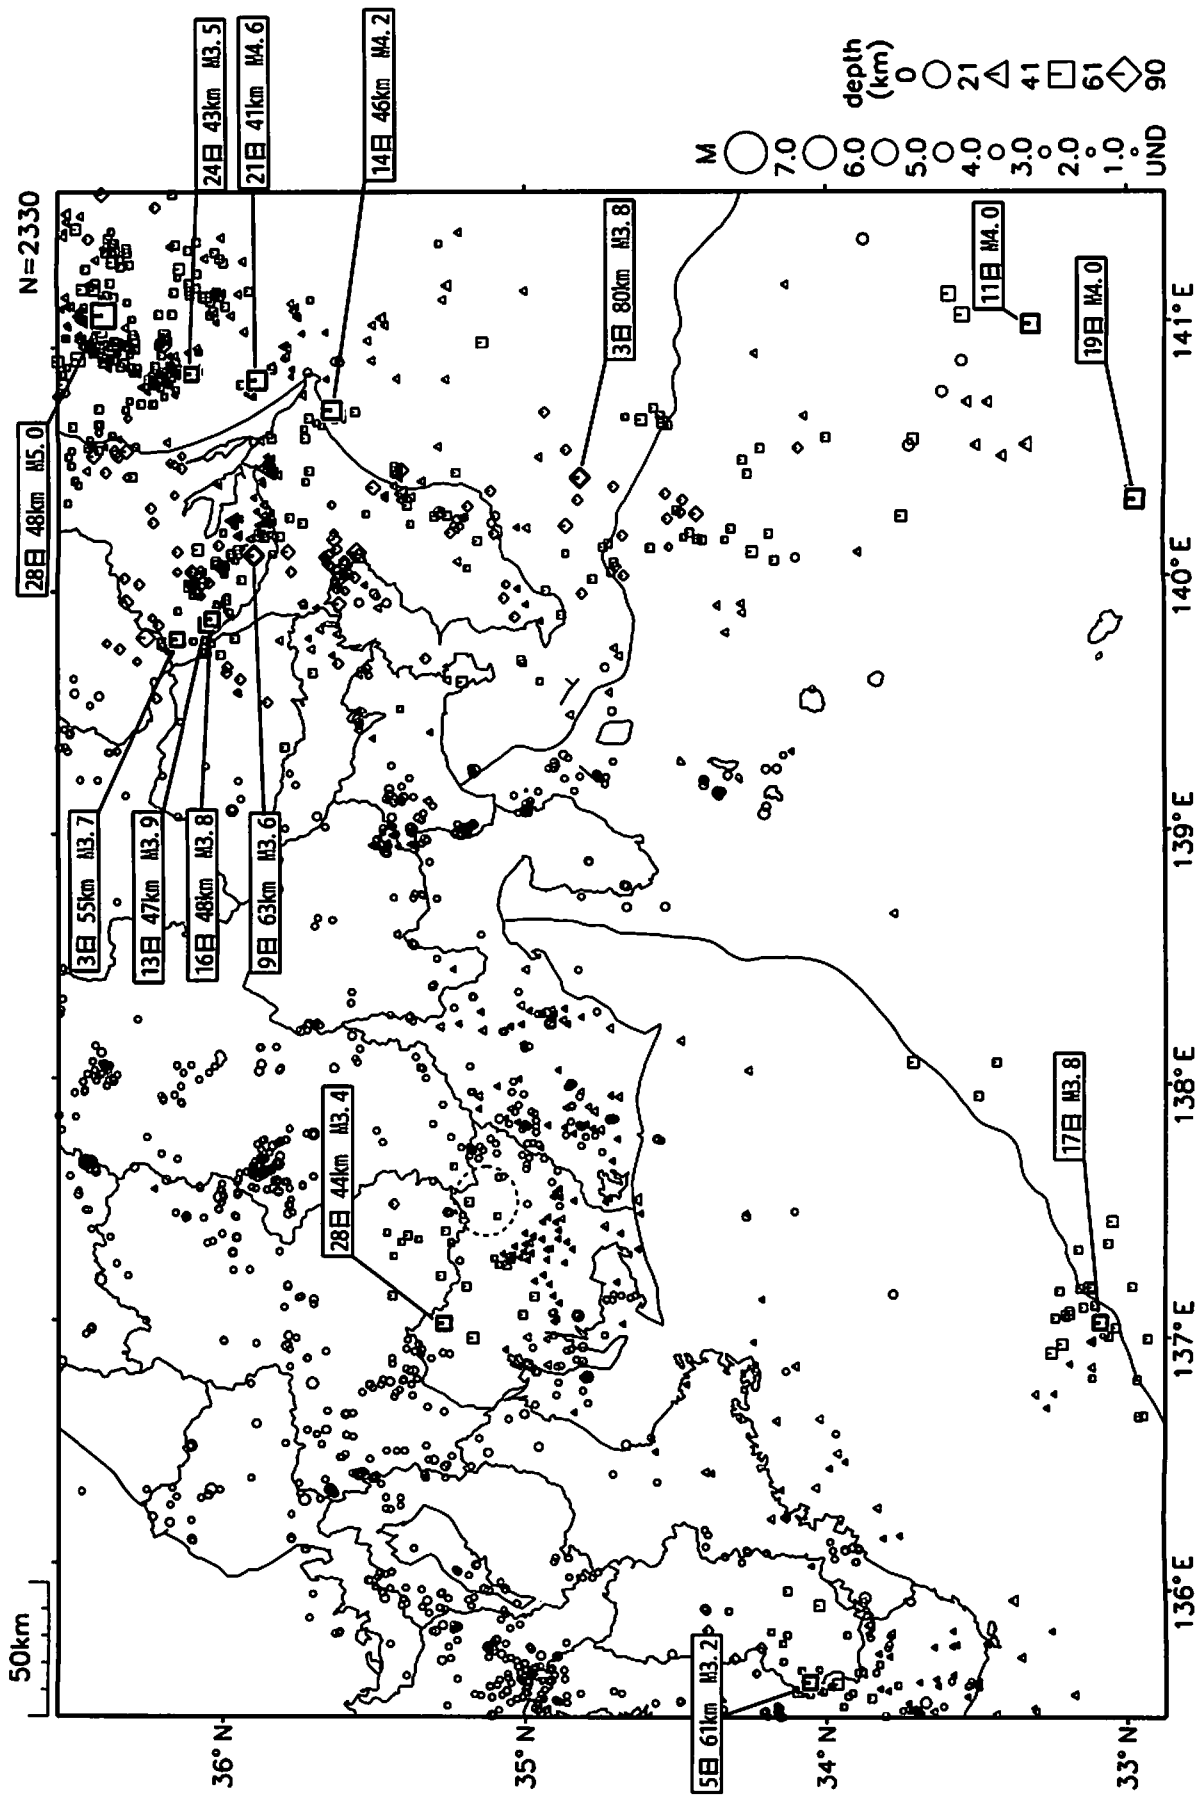 50km
N=2330
28日 48km M5.0
24日 43km M3.5
21日 41km M4.6
14日 46km M4.2
3日 55km M3.7
13日 47km M3.9
16日 48km M3.8
9日 63km M3.6
3日 80km M3.8
28日 44km M3.4
11日 M4.0
19日 M4.0
17日 M3.8
5日 61km M3.2
36°N
35°N
34°N
33°N
136°E
137°E
138°E
139°E
140°E
141°E
M
7.0
6.0
5.0
4.0
3.0
2.0
1.0
UND
depth
(km)
0
21
41
61
90